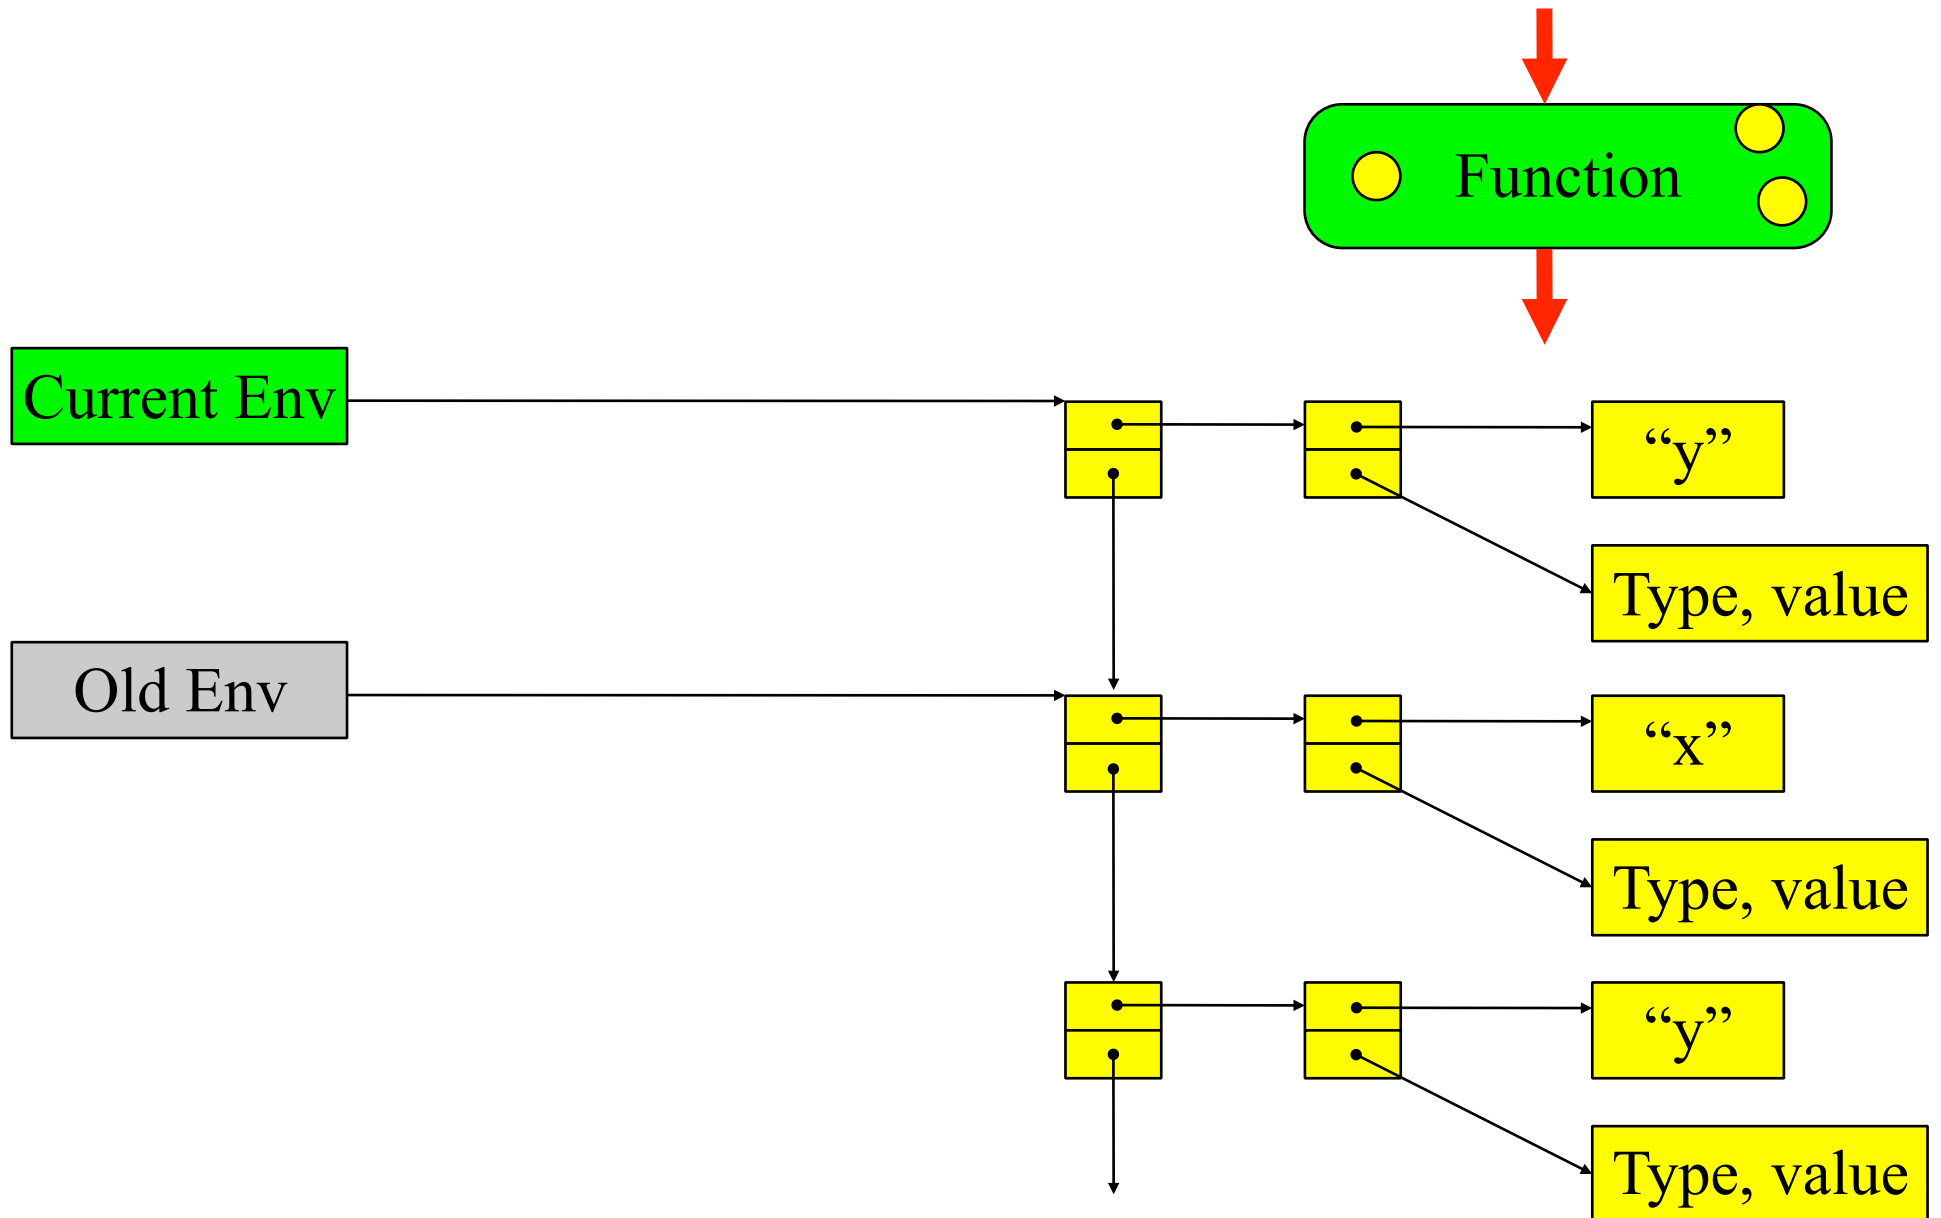 Function
Current Env
“y”
Type, value
Old Env
“x”
Type, value
“y”
Type, value